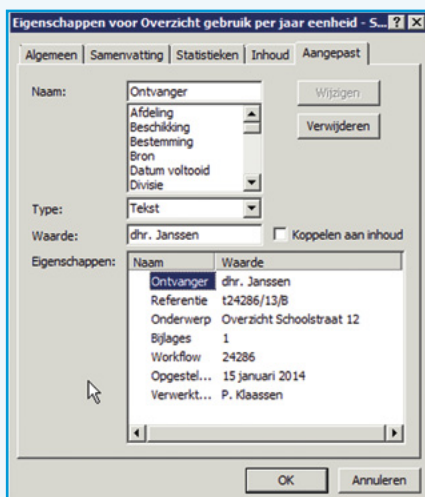 Eigenschappen voor Overzicht gebruik per jaar eenheid - S...
Algemeen Samenvatting Statistieken Inhoud Aangepast
Naam: Ontvanger Wijzigen
Afdeling
Beschikking
Bestemming
Bron
Datum voltooid
Divisie
Verwijderen
Type: Tekst
Waarde: dhr. Janssen Koppelen aan inhoud
Eigenschappen: Naam Waarde
Ontvanger dhr. Janssen
Referentie t24286/13/B
Onderwerp Overzicht Schoolstraat 12
Bijlages 1
Workflow 24286
Opgestel... 15 januari 2014
Verwerkt... P. Klaassen
OK Annuleren